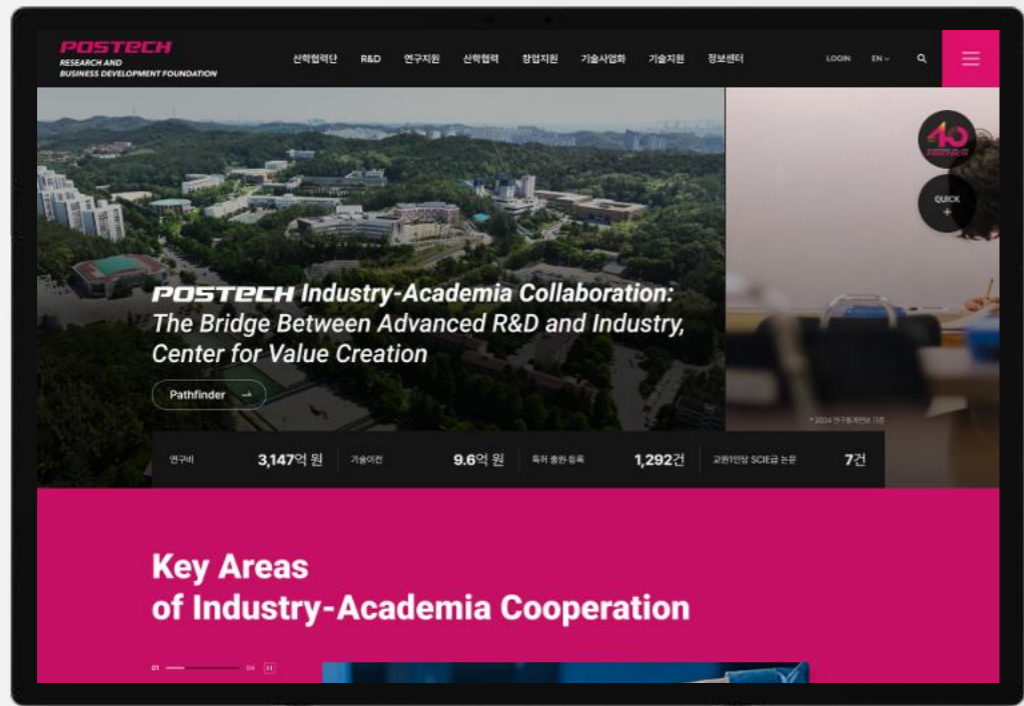 POSTECH
RESEARCH AND
BUSINESS DEVELOPMENT FOUNDATION
산학협력단 R&D 연구지원 산학협력 창업지원 기술사업화 기술지원 정보센터
LOGIN EN
QUICK
+
POSTECH Industry-Academia Collaboration:
The Bridge Between Advanced R&D and Industry,
Center for Value Creation
Pathfinder →
연구비 3,147억 원 기술이전 9.6억 원 특허 출원·등록 1,292건 교원1인당 SCIE급 논문 7건
Key Areas
of Industry-Academia Cooperation
01 04